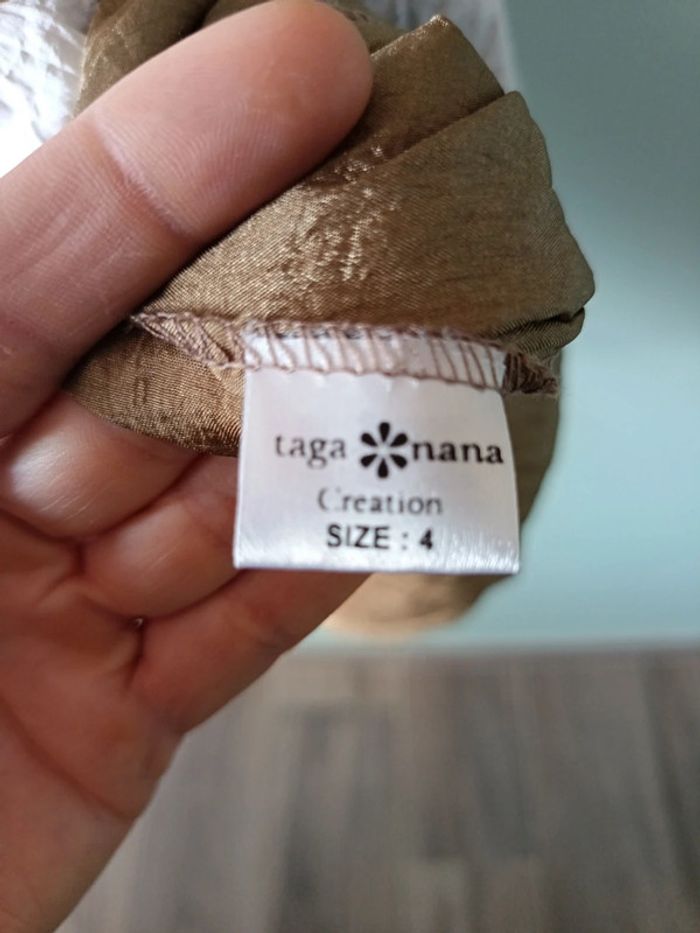 taga nana
Creation
SIZE : 4